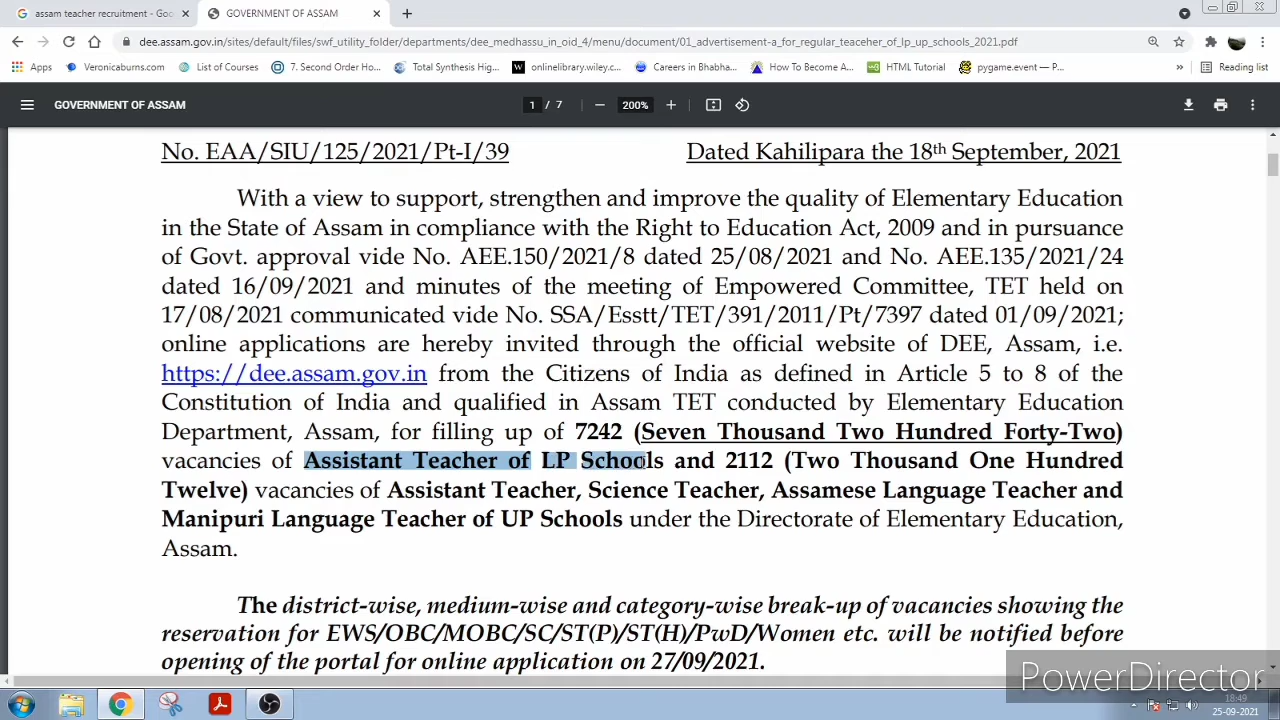 assam teacher recruitment - Goo
GOVERNMENT OF ASSAM
dee.assam.gov.in/sites/default/files/swf_utility_folder/departments/dee_madhassu_in_oid_4/menu/document/01_advertisement-a_for_regular_teaceher_of_lp_up_schools_2021.pdf
Apps
Veronicaburns.com
List of Courses
7. Second Order Ho...
Total Synthesis Hig...
onlinelibrary.wiley.c...
Careers in Bhabha...
How To Become A...
HTML Tutorial
pygame.event — P...
»
Reading list
GOVERNMENT OF ASSAM
1 / 7
200%
No. EAA/SIU/125/2021/Pt-I/39 Dated Kahilipara the 18th September, 2021
With a view to support, strengthen and improve the quality of Elementary Education
in the State of Assam in compliance with the Right to Education Act, 2009 and in pursuance
of Govt. approval vide No. AEE.150/2021/8 dated 25/08/2021 and No. AEE.135/2021/24
dated 16/09/2021 and minutes of the meeting of Empowered Committee, TET held on
17/08/2021 communicated vide No. SSA/Esstt/TET/391/2011/Pt/7397 dated 01/09/2021;
online applications are hereby invited through the official website of DEE, Assam, i.e.
https://dee.assam.gov.in from the Citizens of India as defined in Article 5 to 8 of the
Constitution of India and qualified in Assam TET conducted by Elementary Education
Department, Assam, for filling up of 7242 (Seven Thousand Two Hundred Forty-Two)
vacancies of Assistant Teacher of LP Schools and 2112 (Two Thousand One Hundred
Twelve) vacancies of Assistant Teacher, Science Teacher, Assamese Language Teacher and
Manipuri Language Teacher of UP Schools under the Directorate of Elementary Education,
Assam.
The district-wise, medium-wise and category-wise break-up of vacancies showing the
reservation for EWS/OBC/MOBC/SC/ST(P)/ST(H)/PwD/Women etc. will be notified before
opening of the portal for online application on 27/09/2021.
PowerDirector
18:49
25-09-2021